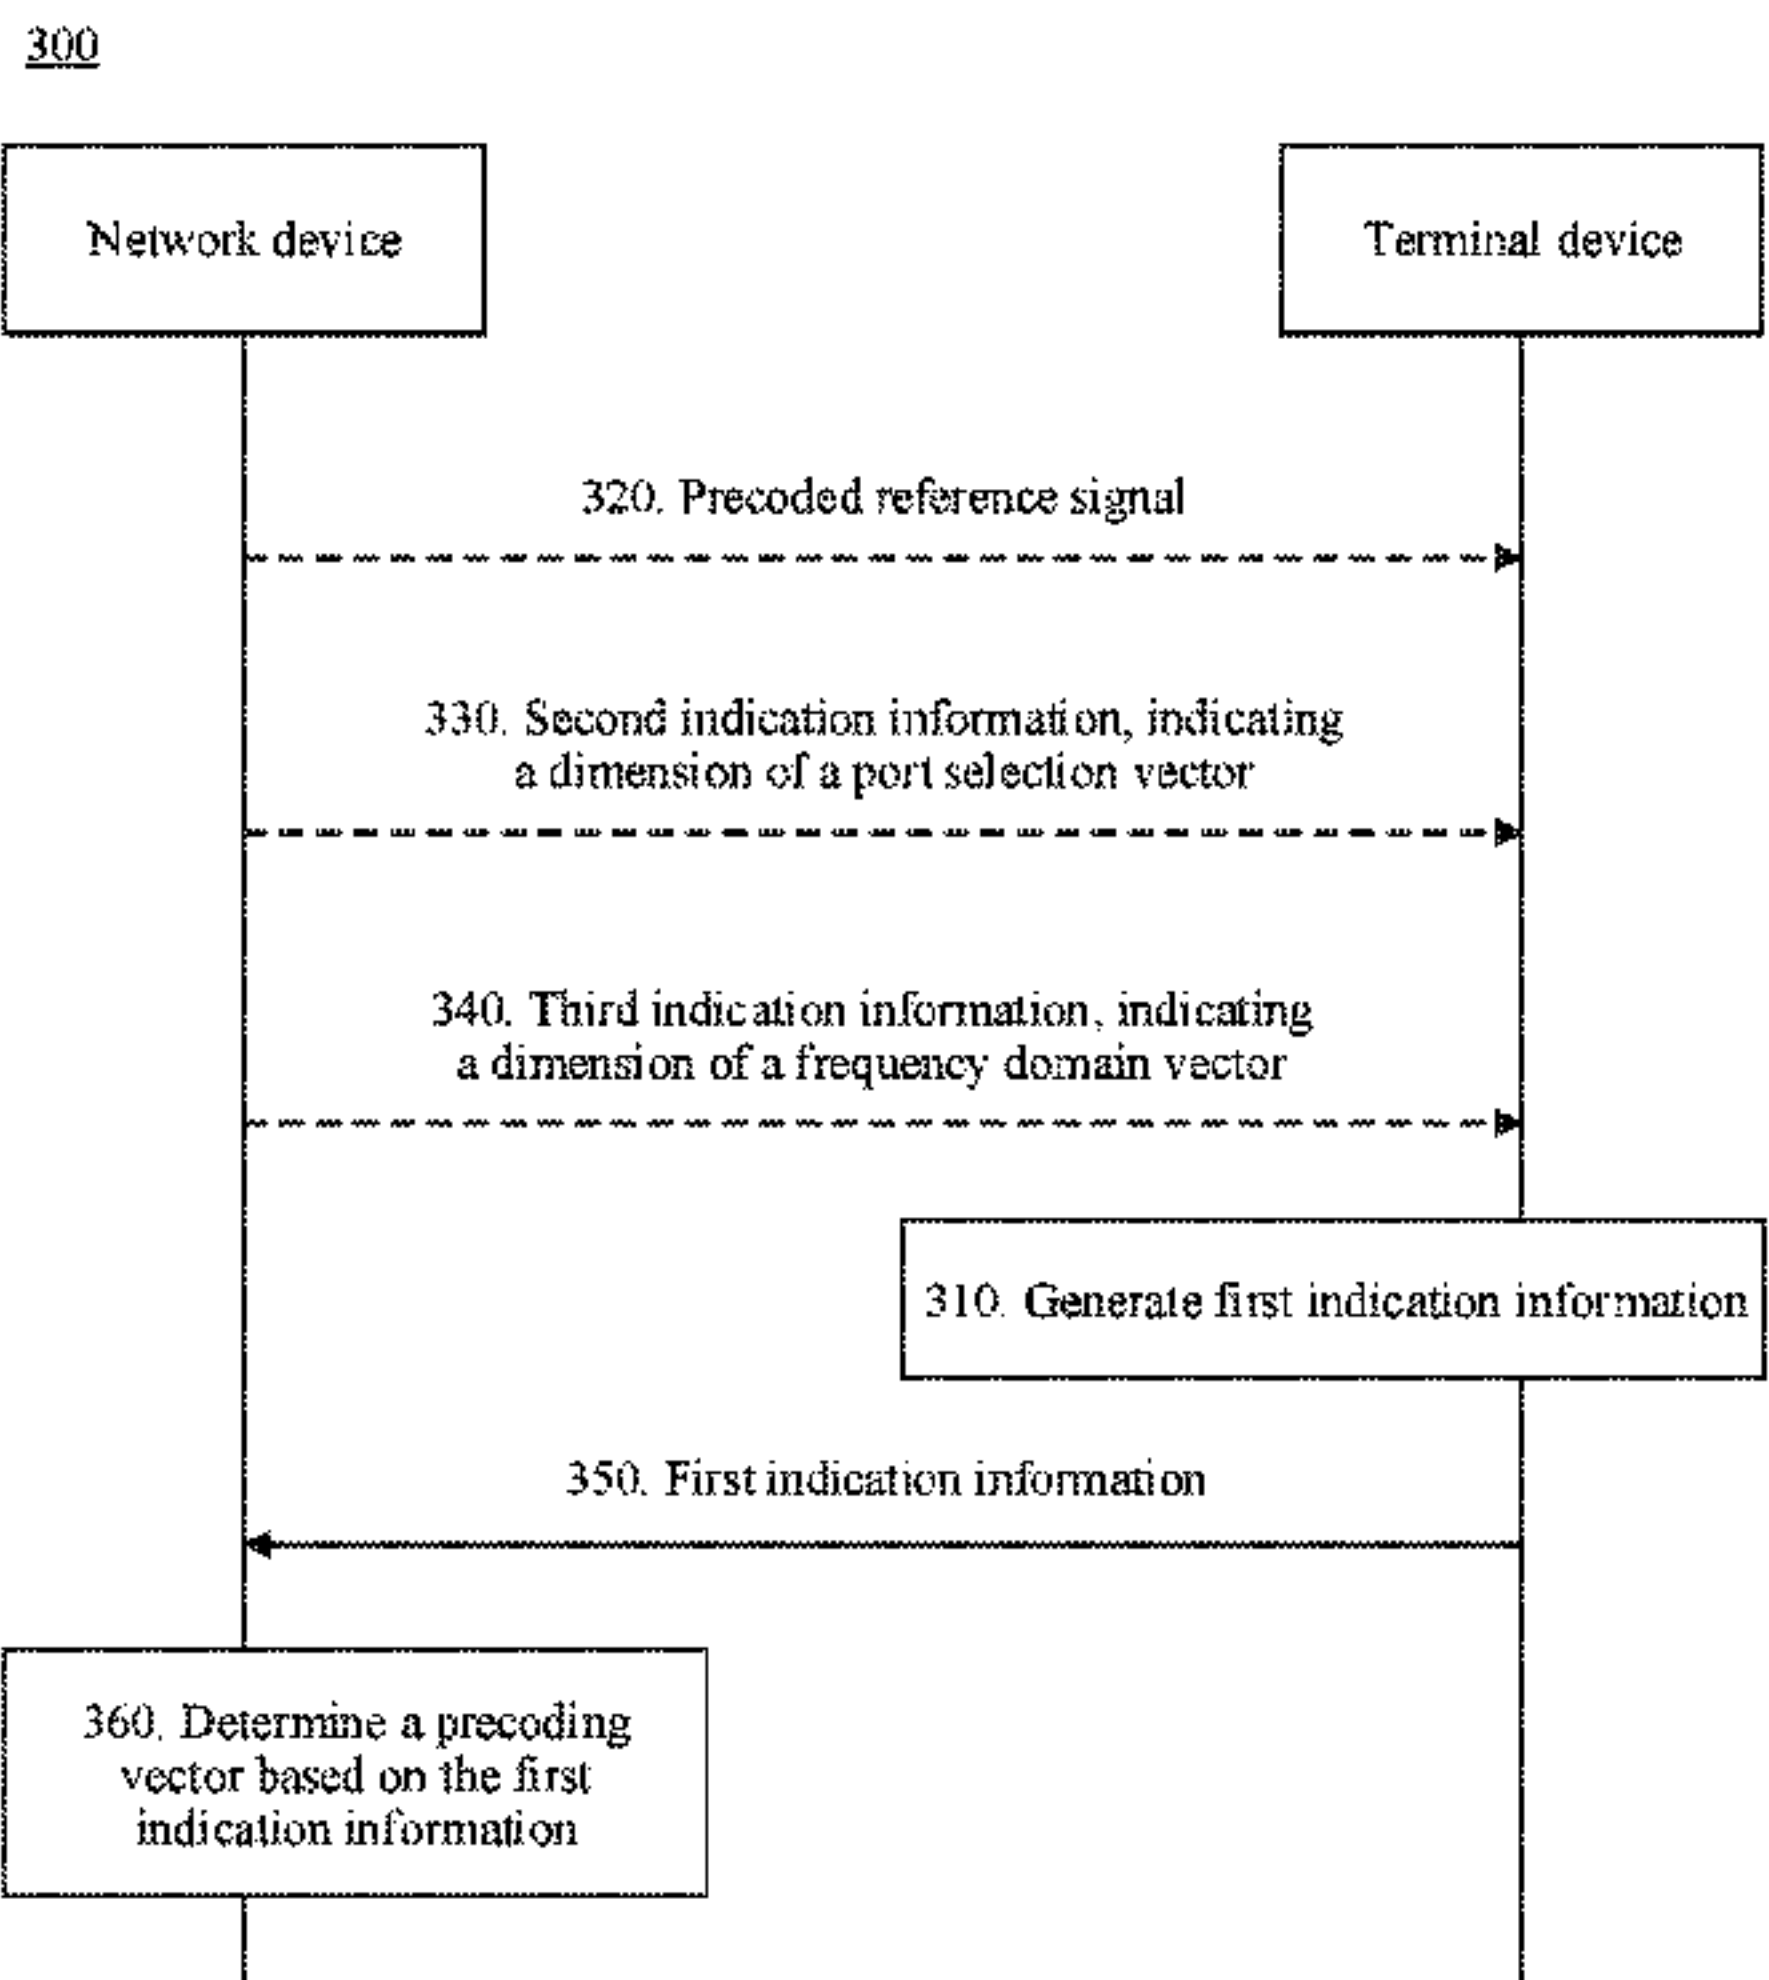 300
Network device
Terminal device
320. Precoded reference signal
330. Second indication information, indicating
a dimension of a port selection vector
340. Third indication information, indicating
a dimension of a frequency domain vector
310. Generate first indication information
350. First indication information
360. Determine a precoding
vector based on the first
indication information